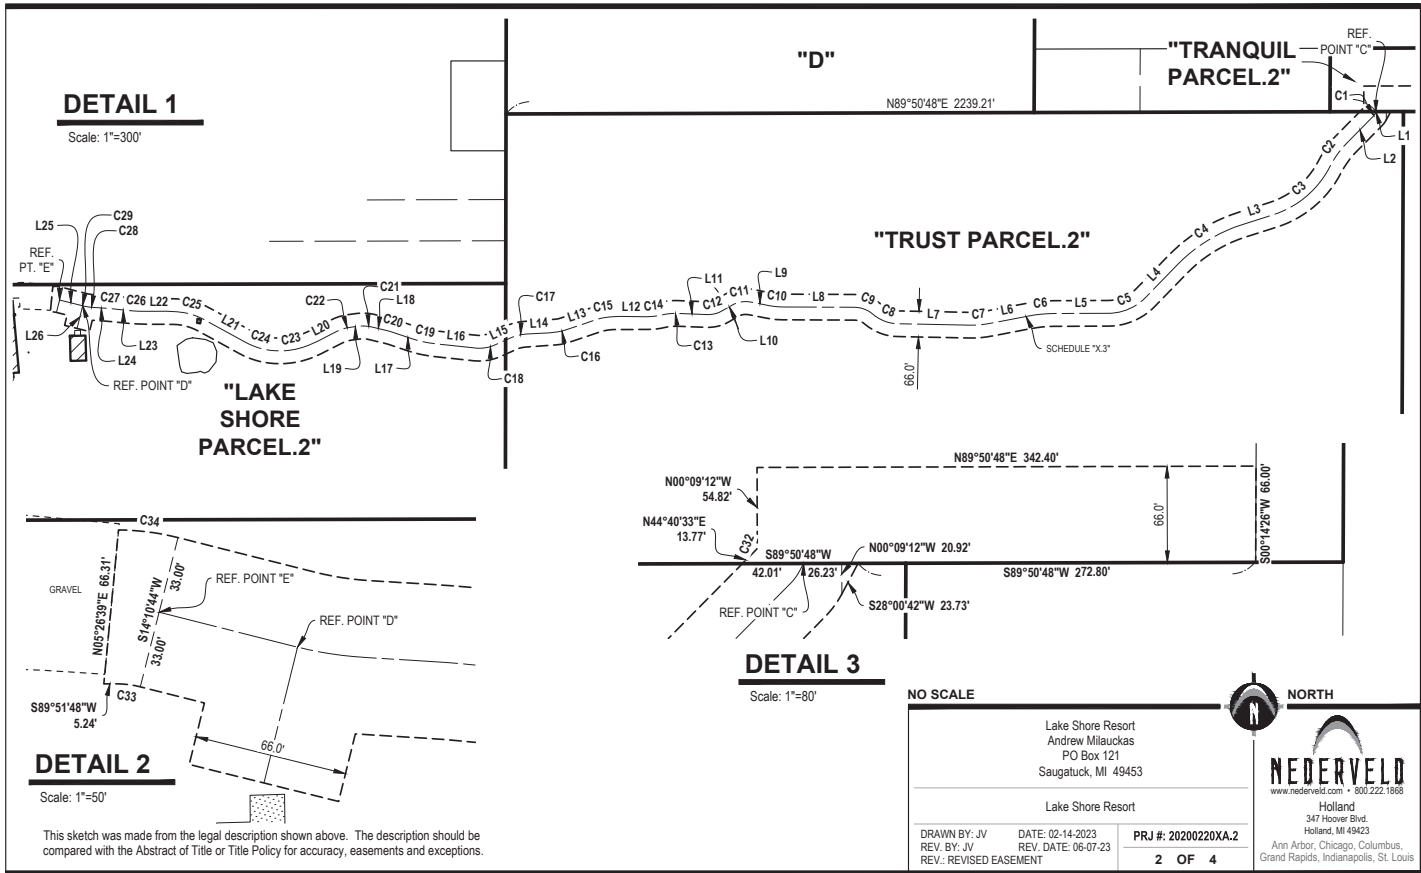 DETAIL 1
Scale: 1"=300'
"D"
N89°50'48"E 2239.21'
"TRANQUIL
PARCEL.2"
REF.
POINT "C"
C1
L1
L2
C2
C3
L3
C4
L4
C5
L5
C6
L6
C7
L7
C8
C9
L8
C10
L9
C11
L10
C12
L11
C13
C14
L12
C15
L13
C16
L14
C17
L15
C18
L16
C19
L17
C20
L18
C21
C22
L19
L20
C23
C24
L21
C25
L22
C26
L23
C27
L24
C28
C29
L25
L26
REF.
PT. "E"
REF. POINT "D"
"TRUST PARCEL.2"
SCHEDULE "X.3"
66.0'
"LAKE
SHORE
PARCEL.2"
C34
GRAVEL
N05°26'39"E 66.31'
S14°10'44"W
33.00'
33.00'
REF. POINT "E"
REF. POINT "D"
C33
S89°51'48"W
5.24'
66.0'
DETAIL 2
Scale: 1"=50'
This sketch was made from the legal description shown above. The description should be
compared with the Abstract of Title or Title Policy for accuracy, easements and exceptions.
N89°50'48"E 342.40'
N00°09'12"W
54.82'
N44°40'33"E
13.77'
C32
S89°50'48"W
42.01'
26.23'
N00°09'12"W 20.92'
66.0'
S00°14'26"W 66.00'
S89°50'48"W 272.80'
S28°00'42"W 23.73'
REF. POINT "C"
DETAIL 3
Scale: 1"=80'
NO SCALE
N
NORTH
Lake Shore Resort
Andrew Milauckas
PO Box 121
Saugatuck, MI 49453
Lake Shore Resort
DRAWN BY: JV DATE: 02-14-2023
REV. BY: JV REV. DATE: 06-07-23
REV.: REVISED EASEMENT
PRJ #: 20200220XA.2
2 OF 4
NEDERVELD
www.nederveld.com • 800.222.1868
Holland
347 Hoover Blvd.
Holland, MI 49423
Ann Arbor, Chicago, Columbus,
Grand Rapids, Indianapolis, St. Louis